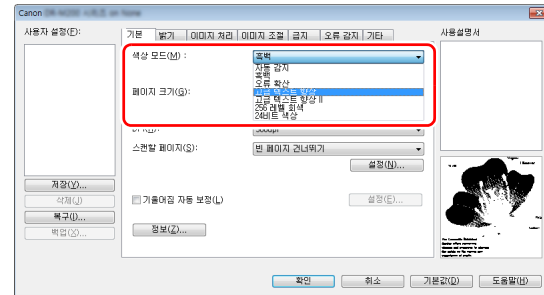 Canon on
사용자 설정(F):
저장(V)...
삭제(J)
복구(I)...
백업(X)...
기본
밝기
이미지 처리
이미지 조절
급지
오류 감지
기타
색상 모드(M) :
흑백
자동 감지
흑백
오류 확산
고급 텍스트 향상
고급 텍스트 향상 II
256 레벨 회색
24비트 색상
페이지 크기(G):
스캔할 페이지(S):
빈 페이지 건너뛰기
설정(N)...
기울어짐 자동 보정(L)
설정(E)...
정보(Z)...
사용설명서
확인
취소
기본값(D)
도움말(H)